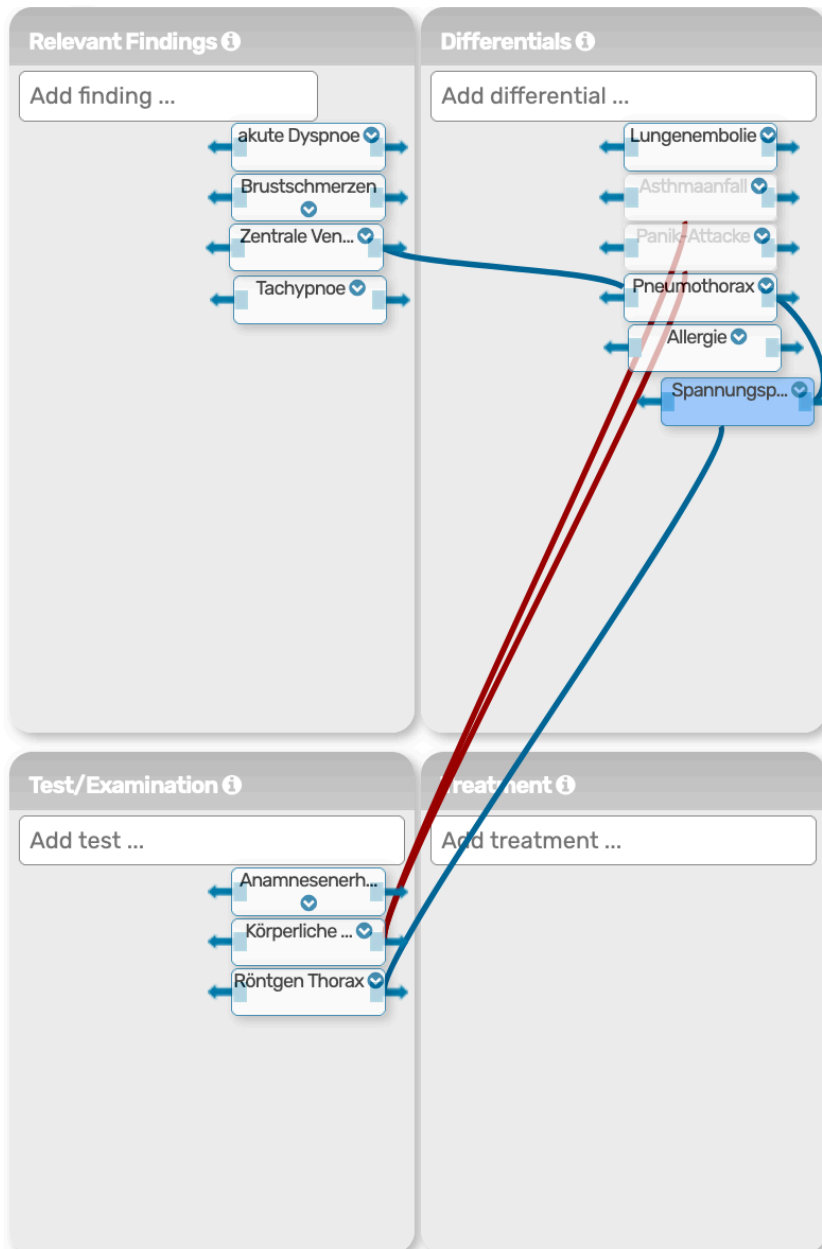 Relevant Findings
Differentials
Add finding ...
Add differential ...
akute Dyspnoe
Brustschmerzen
Zentrale Ven...
Tachypnoe
Lungenembolie
Asthmaanfall
Panik-Attacke
Pneumothorax
Allergie
Spannungsp...
Test/Examination
Treatment
Add test ...
Add treatment ...
Anamnesenerh...
Körperliche ...
Röntgen Thorax